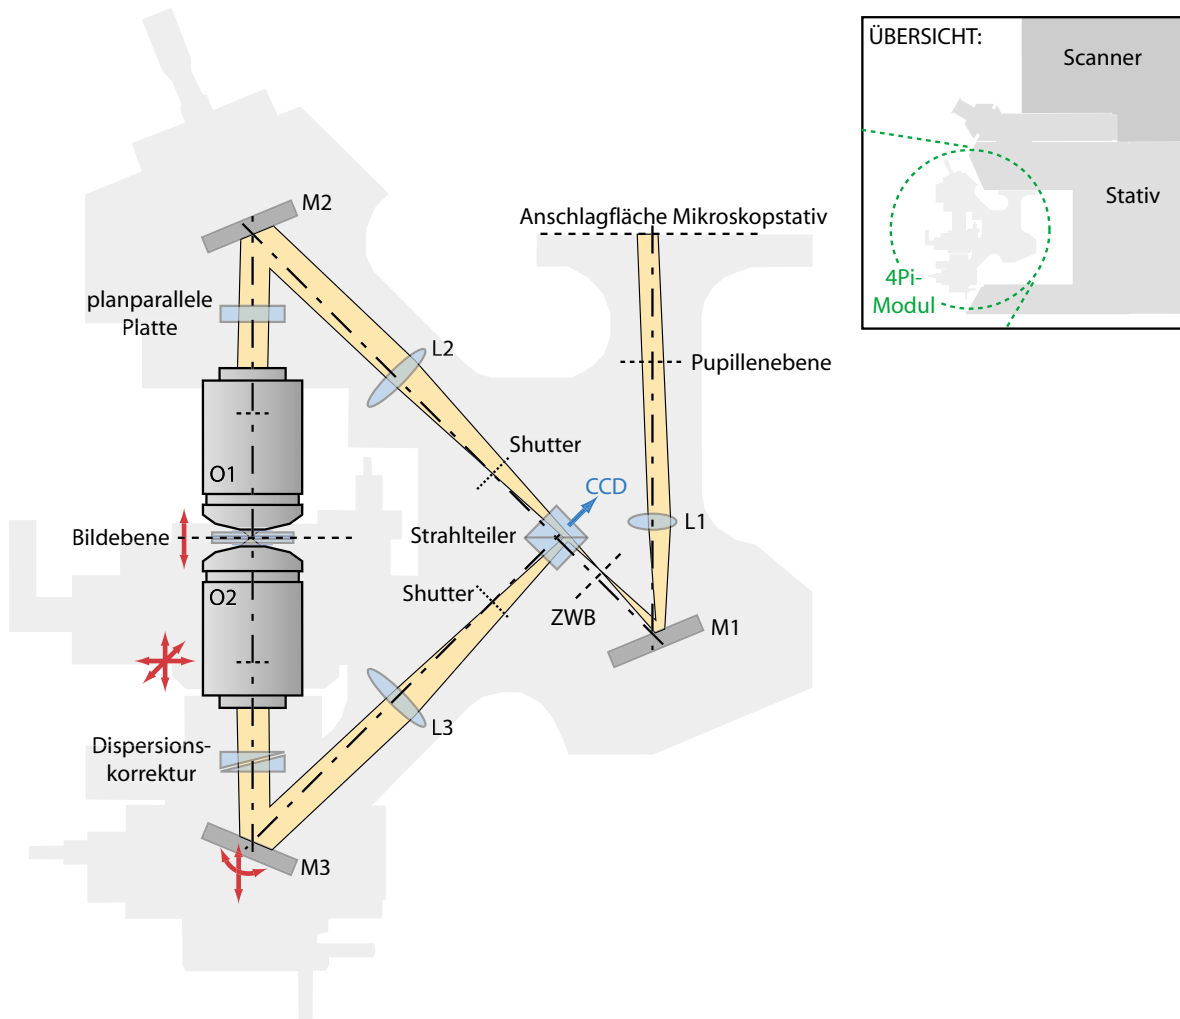 ÜBERSICHT:
Scanner
Stativ
4Pi-
Modul
M2
Anschlagfläche Mikroskopstativ
planparallele
Platte
L2
Pupillenebene
Shutter
O1
CCD
L1
Bildebene
Strahlteiler
O2
Shutter
ZWB
M1
L3
Dispersions-
korrektur
M3